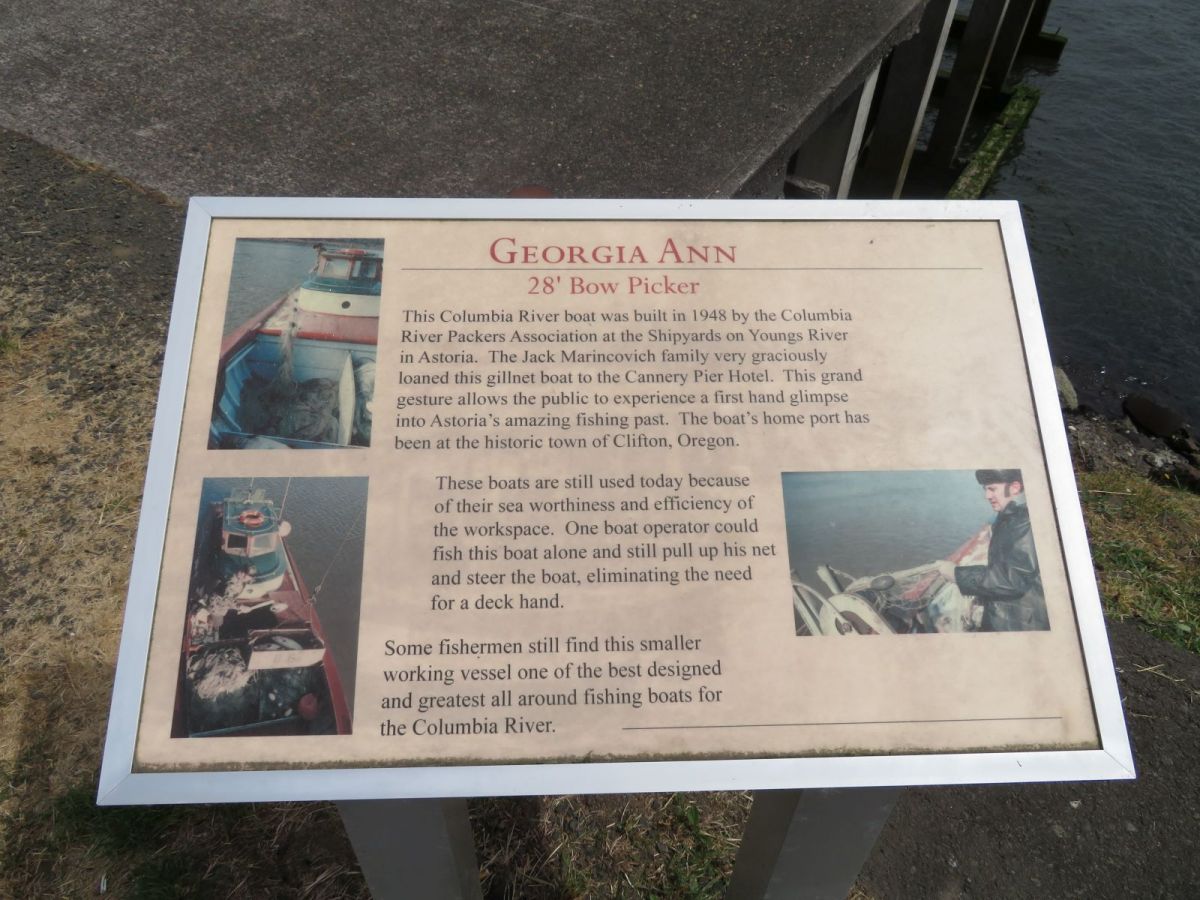 GEORGIA ANN
28' BOW PICKER
This Columbia River boat was built in 1948 by the Columbia
River Packers Association at the Shipyards on Youngs River
in Astoria. The Jack Marincovich family very graciously
loaned this gillnet boat to the Cannery Pier Hotel. This grand
gesture allows the public to experience a first hand glimpse
into Astoria's amazing fishing past. The boat's home port has
been at the historic town of Clifton, Oregon.
These boats are still used today because
of their sea worthiness and efficiency of
the workspace. One boat operator could
fish this boat alone and still pull up his net
and steer the boat, eliminating the need
for a deck hand.
Some fishermen still find this smaller
working vessel one of the best designed
and greatest all around fishing boats for
the Columbia River.